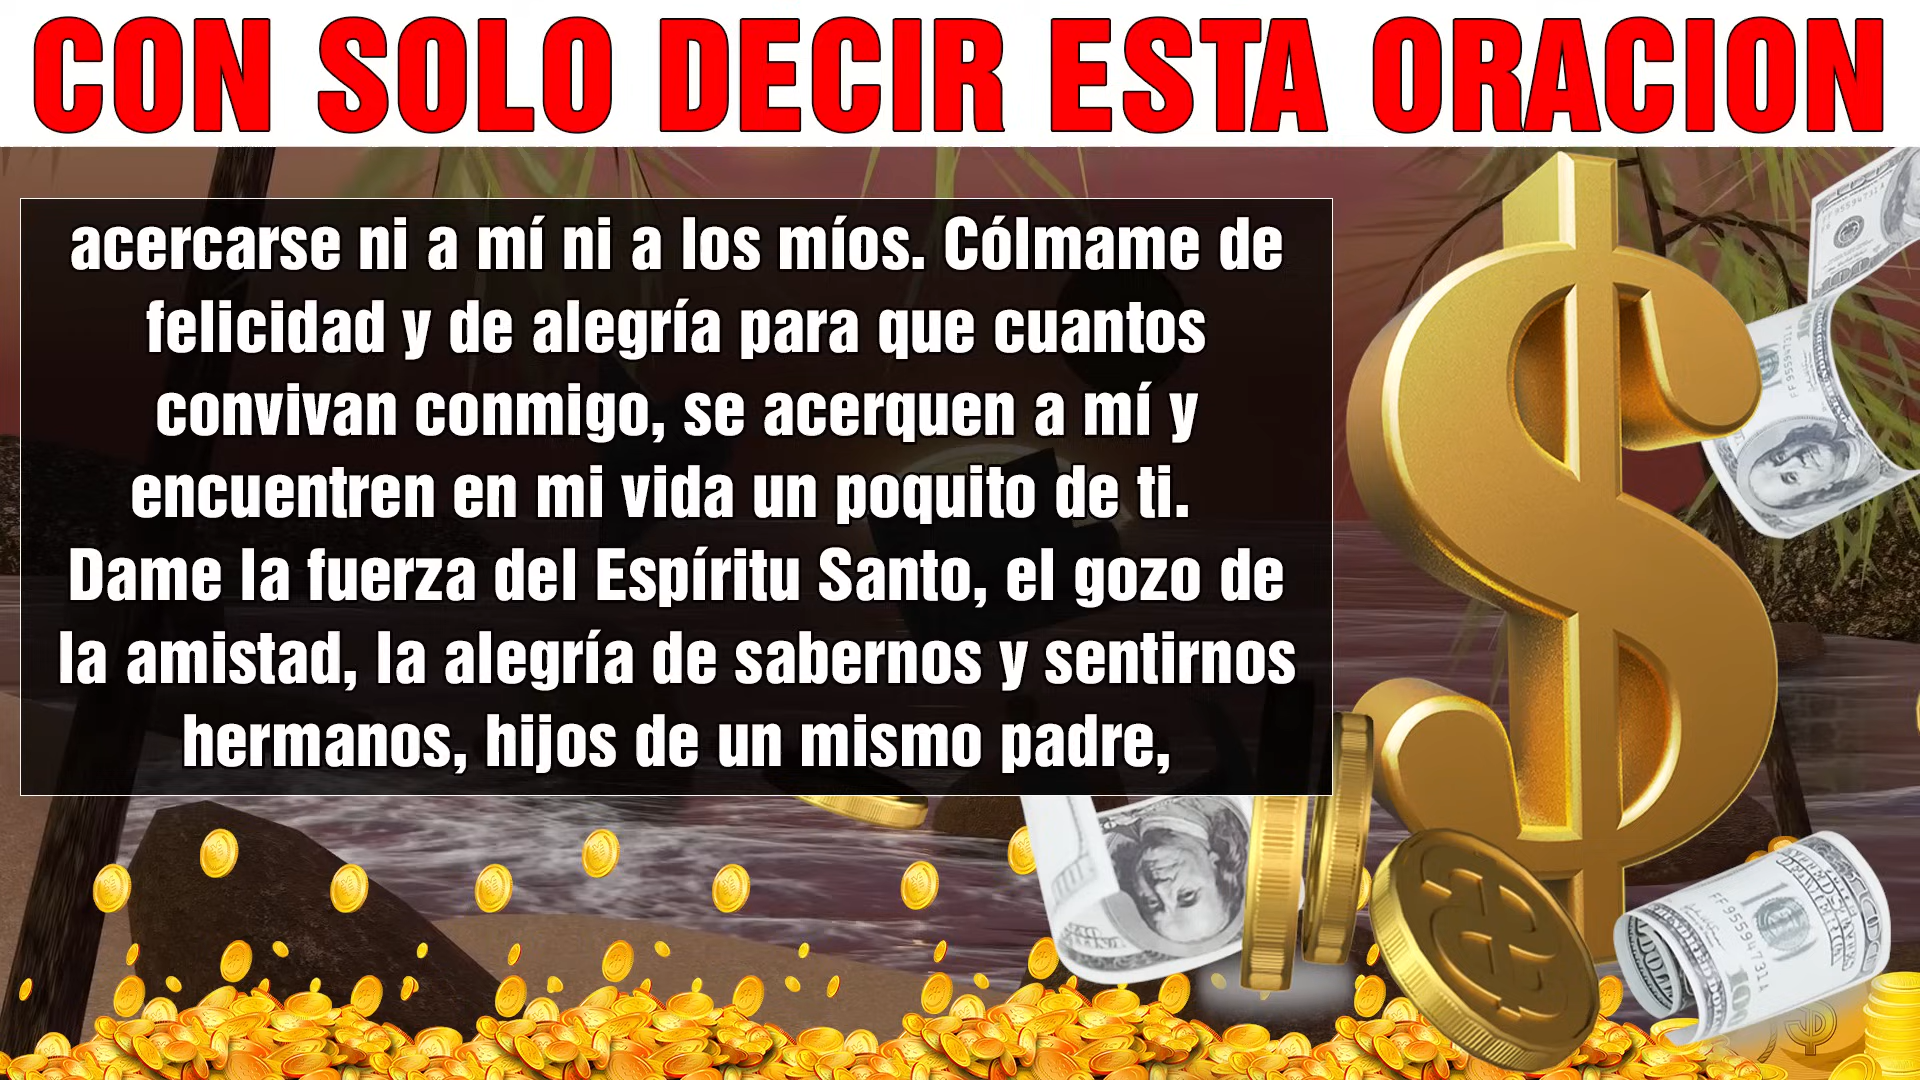 CON SOLO DECIR ESTA ORACION
acercarse ni a mí ni a los míos. Cólmame de
felicidad y de alegría para que cuantos
convivan conmigo, se acerquen a mí y
encuentren en mi vida un poquito de ti.
Dame la fuerza del Espíritu Santo, el gozo de
la amistad, la alegría de sabernos y sentirnos
hermanos, hijos de un mismo padre,